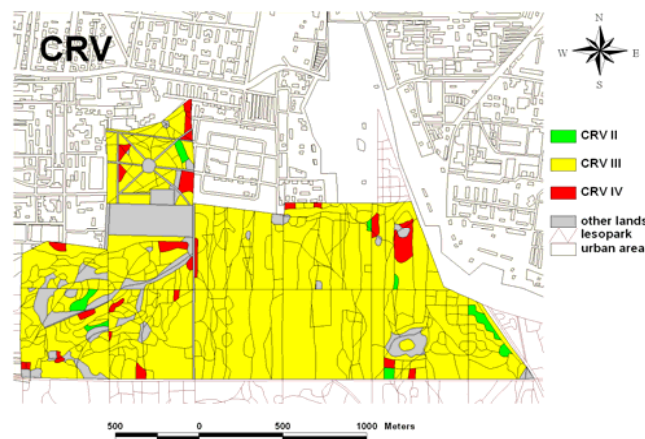 CRV
N
W
E
S
CRV II
CRV III
CRV IV
other lands
lesopark
urban area
500 0 500 1000 Meters